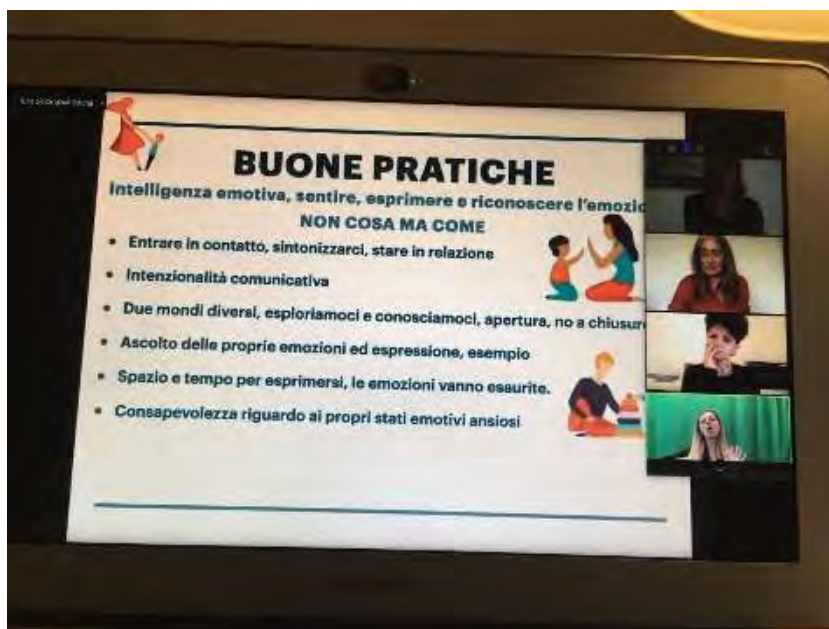 BUONE PRATICHE
Intelligenza emotiva, sentire, esprimere e riconoscere l'emozio
NON COSA MA COME
• Entrare in contatto, sintonizzarci, stare in relazione
• Intenzionalità comunicativa
• Due mondi diversi, esploriamoci e conosciamoci, apertura, no a chiusure
• Ascolto delle proprie emozioni ed espressione, esempio
• Spazio e tempo per esprimersi, le emozioni vanno esaurite.
• Consapevolezza riguardo ai propri stati emotivi ansiosi